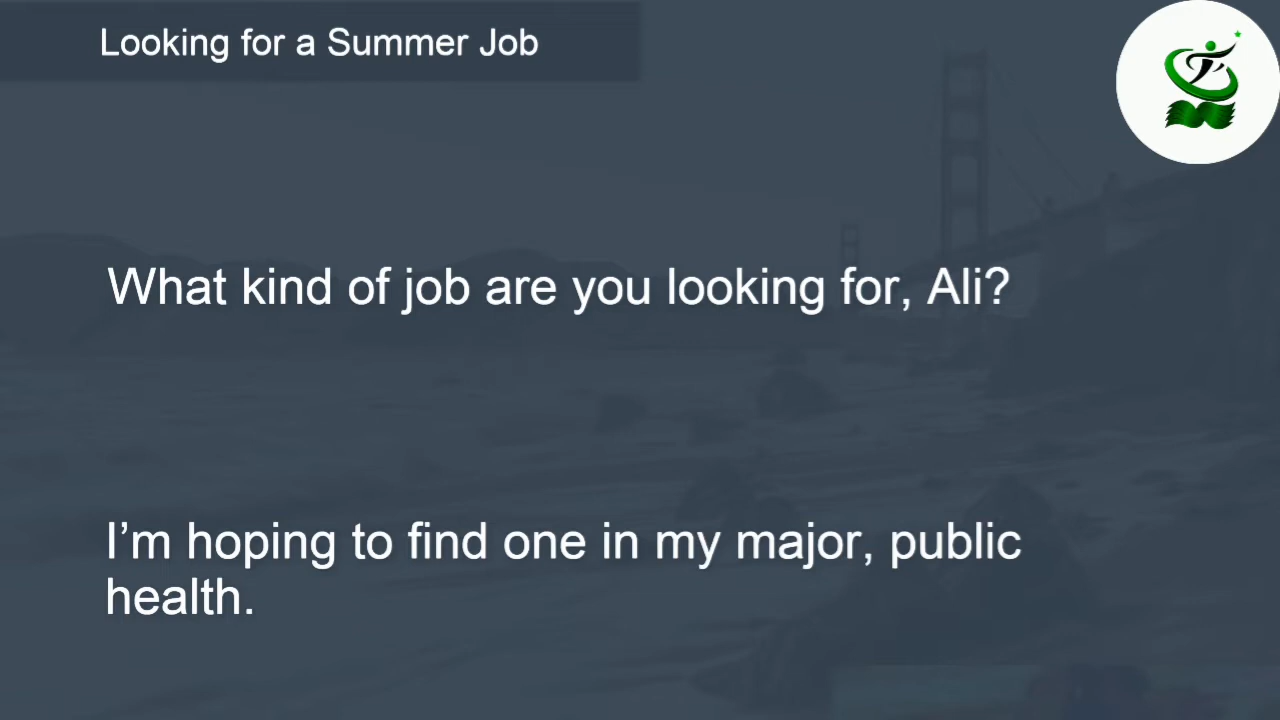 Looking for a Summer Job
What kind of job are you looking for, Ali?
I’m hoping to find one in my major, public
health.